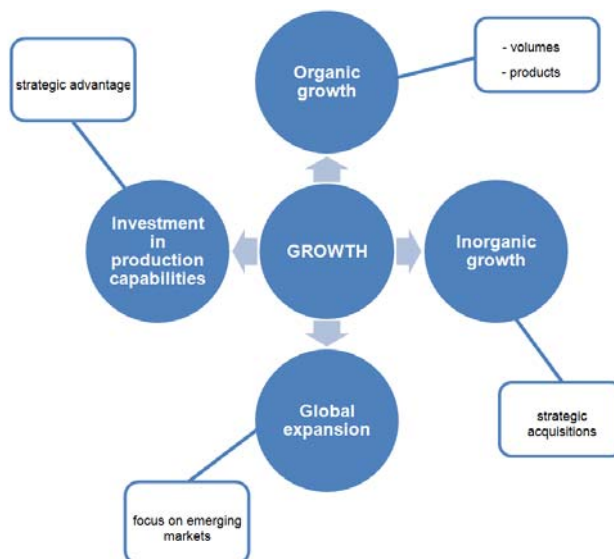 Organic
growth
- volumes
- products
strategic advantage
Investment
in
production
capabilities
GROWTH
Inorganic
growth
Global
expansion
strategic
acquisitions
focus on emerging
markets